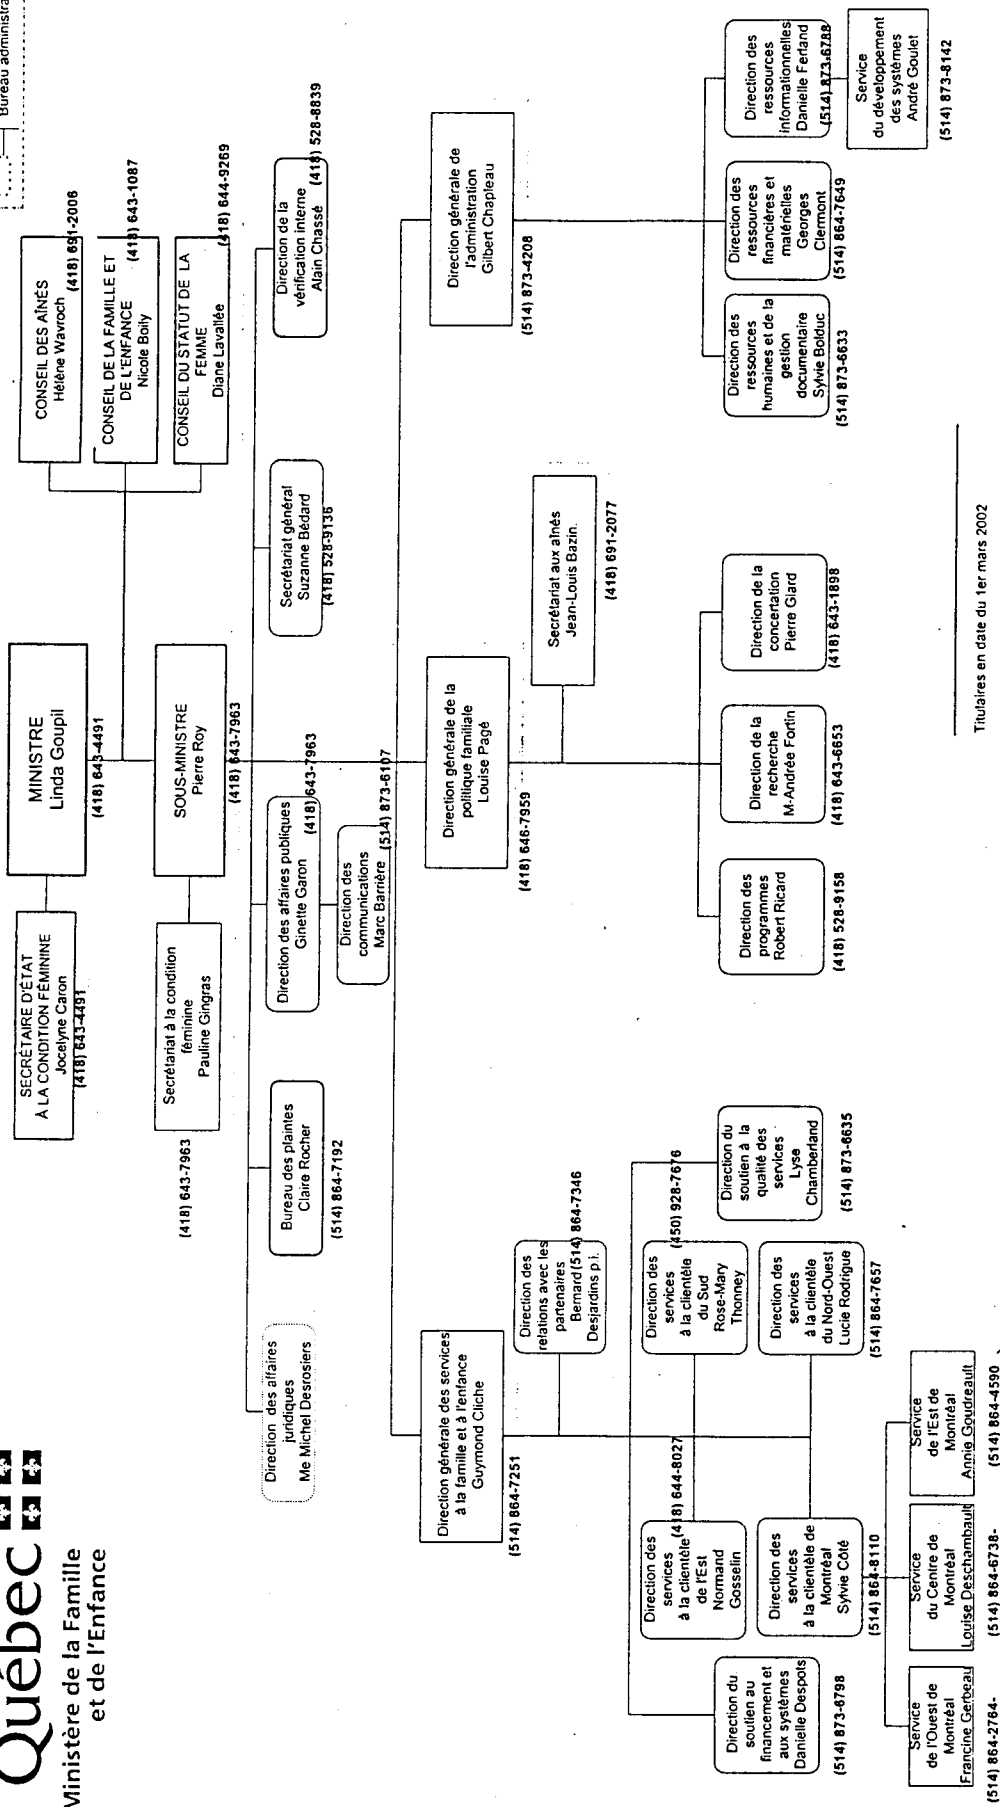 Québec
Ministère de la Famille
et de l'Enfance
Bureau administra
SECRÉTAIRE D'ÉTAT
À LA CONDITION FÉMININE
Jocelyne Caron
(418) 643-4491
MINISTRE
Linda Goupil
(418) 643-4491
CONSEIL DES AÎNÉS
Hélène Wavroch
(418) 691-2006
CONSEIL DE LA FAMILLE ET
DE L'ENFANCE
Nicole Boily
(418) 643-1087
CONSEIL DU STATUT DE LA
FEMME
Diane Lavallée
(418) 644-9269
Secrétariat à la condition
féminine
Pauline Gingras
(418) 643-7963
SOUS-MINISTRE
Pierre Roy
(418) 643-7963
Direction des affaires
juridiques
Me Michel Desrosiers
Bureau des plaintes
Claire Rocher
(514) 864-7192
Direction des affaires publiques
Ginette Garon
(418) 643-7963
Direction des
communications
Marc Barrière
(514) 873-6107
Secrétariat général
Suzanne Bédard
(418) 528-9136
Direction de la
vérification interne
Alain Chassé
(418) 528-8839
Direction générale des services
à la famille et à l'enfance
Guymond Cliche
(514) 864-7251
Direction des
relations avec les
partenaires
Bernard (514) 864-7346
Desjardins p.i.
Direction du
soutien au
financement et
aux systèmes
Danielle Despots
(514) 873-6798
Direction des
services
à la clientèle
de l'Est
Normand
Gosselin
(418) 644-8027
Direction des
services
à la clientèle
du Sud
Rose-Mary
Thonney
(450) 928-7676
Direction des
services
à la clientèle de
Montréal
Sylvie Côté
(514) 864-8110
Direction des
services
à la clientèle
du Nord-Ouest
Lucie Rodrigue
(514) 864-7657
Direction du
soutien à la
qualité des
services
Lyse
Chamberland
(514) 873-6635
Service
de l'Ouest de
Montréal
Francine Gerbeau
(514) 864-2764-
Service
du Centre de
Montréal
Louise Deschambault
(514) 864-6738-
Service
de l'Est de
Montréal
Annie Goudreault
(514) 864-4590
Direction générale de la
politique familiale
Louise Pagé
(418) 646-7959
Secrétariat aux aînés
Jean-Louis Bazin.
(418) 691-2077
Direction des
programmes
Robert Ricard
(418) 528-9158
Direction de la
recherche
M-Andrée Fortin
(418) 643-6653
Direction de la
concertation
Pierre Giard
(418) 643-1898
Direction générale de
l'administration
Gilbert Chapleau
(514) 873-4208
Direction des
ressources
humaines et de la
gestion
documentaire
Sylvie Bolduc
(514) 873-6633
Direction des
ressources
financières et
matérielles
Georges
Clermont
(514) 864-7649
Direction des
ressources
informationnelles
Danielle Ferland
(514) 873-6788
Service
du développement
des systèmes
André Goulet
(514) 873-8142
Titulaires en date du 1er mars 2002